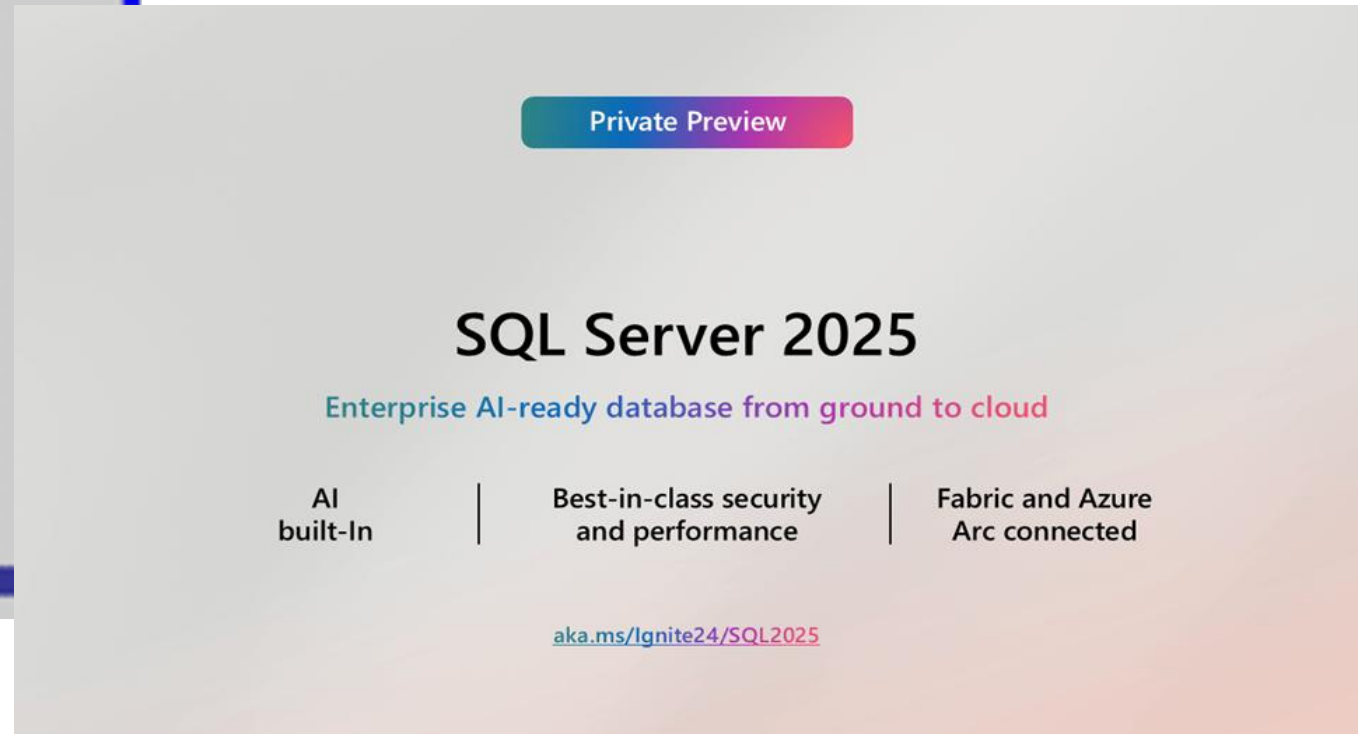 Private Preview
SQL Server 2025
Enterprise AI-ready database from ground to cloud
AI
built-In
Best-in-class security
and performance
Fabric and Azure
Arc connected
aka.ms/Ignite24/SQL2025